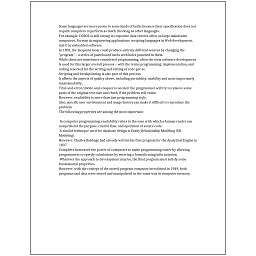 Some languages are more prone to some kinds of faults because their specification does not
require compilers to perform as much checking as other languages.
For example, COBOL is still strong in corporate data centers often on large mainframe
computers, Fortran in engineering applications, scripting languages in Web development,
and C in embedded software.
In 1801, the Jacquard loom could produce entirely different weaves by changing the
"program" – a series of pasteboard cards with holes punched in them.
While these are sometimes considered programming, often the term software development
is used for this larger overall process – with the terms programming, implementation, and
coding reserved for the writing and editing of code per se.
Scripting and breakpointing is also part of this process.
It affects the aspects of quality above, including portability, usability and most importantly
maintainability.
Trial-and-error/divide-and-conquer is needed: the programmer will try to remove some
parts of the original test case and check if the problem still exists.
However, readability is more than just programming style.
Also, specific user environment and usage history can make it difficult to reproduce the
problem.
The following properties are among the most important:

In computer programming, readability refers to the ease with which a human reader can
comprehend the purpose, control flow, and operation of source code.
A similar technique used for database design is Entity-Relationship Modeling (ER
Modeling).
However, Charles Babbage had already written his first program for the Analytical Engine in
1837.
Compilers harnessed the power of computers to make programming easier by allowing
programmers to specify calculations by entering a formula using infix notation.
Whatever the approach to development may be, the final program must satisfy some
fundamental properties.
However, with the concept of the stored-program computer introduced in 1949, both
programs and data were stored and manipulated in the same way in computer memory.